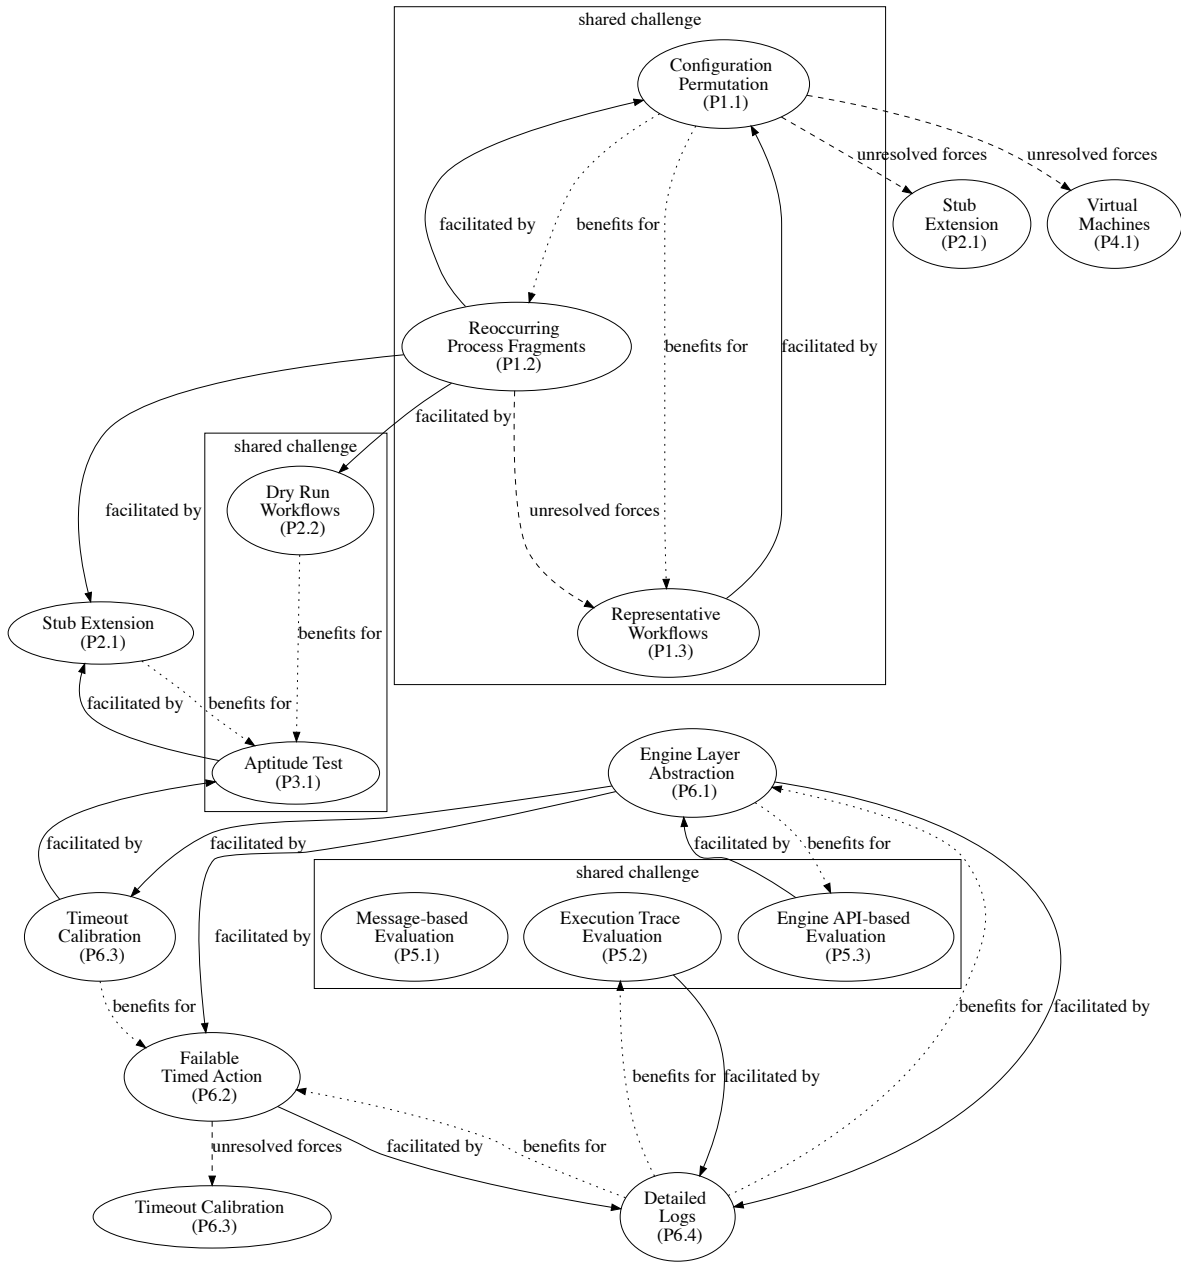 shared challenge
Configuration
Permutation
(P1.1)
unresolved forces
unresolved forces
Stub
Extension
(P2.1)
Virtual
Machines
(P4.1)
facilitated by
benefits for
Reoccurring
Process Fragments
(P1.2)
benefits for
facilitated by
facilitated by
shared challenge
Dry Run
Workflows
(P2.2)
facilitated by
unresolved forces
Stub Extension
(P2.1)
benefits for
Representative
Workflows
(P1.3)
facilitated by
benefits for
Aptitude Test
(P3.1)
Engine Layer
Abstraction
(P6.1)
facilitated by
facilitated by
facilitated by
benefits for
shared challenge
Timeout
Calibration
(P6.3)
facilitated by
Message-based
Evaluation
(P5.1)
Execution Trace
Evaluation
(P5.2)
Engine API-based
Evaluation
(P5.3)
benefits for
benefits for
facilitated by
Failable
Timed Action
(P6.2)
benefits for
facilitated by
unresolved forces
facilitated by
benefits for
Timeout Calibration
(P6.3)
Detailed
Logs
(P6.4)